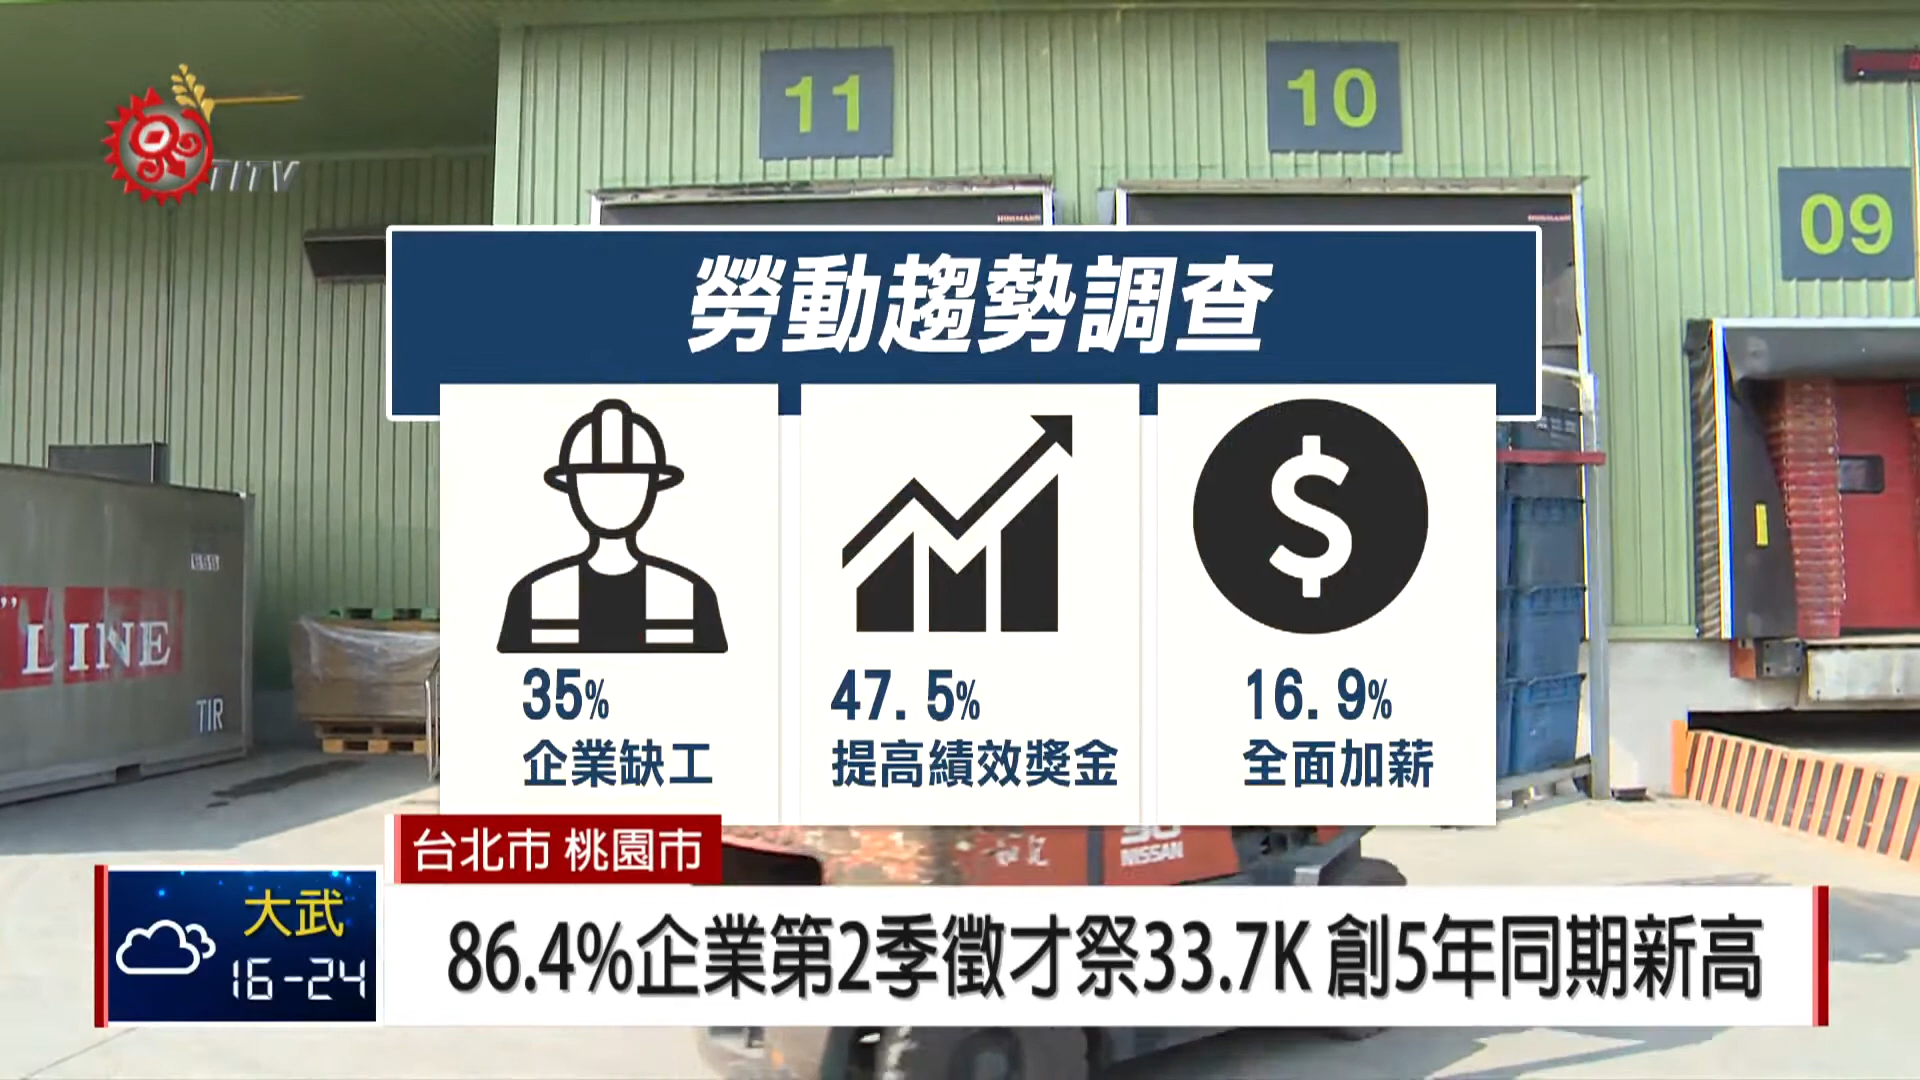 11
10
09
TITV
勞動趨勢調查
35%
企業缺工
47.5%
提高績效獎金
16.9%
全面加薪
LINE
TIR
NISSAN
台北市 桃園市
大武
16-24
86.4%企業第2季徵才祭33.7K 創5年同期新高